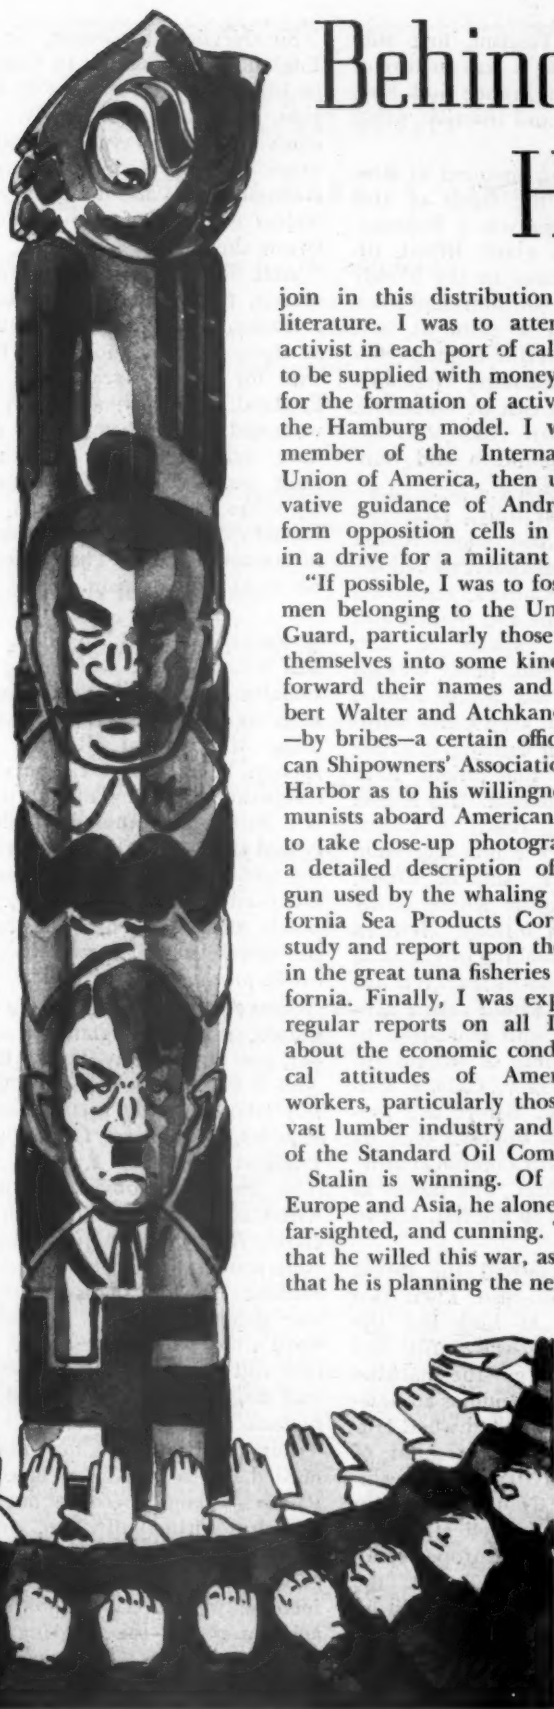 Behind
H
join in this distribution
literature. I was to atter
activist in each port of cal
to be supplied with money
for the formation of activ
the Hamburg model. I w
member of the Interna
Union of America, then u
vative guidance of Andr
form opposition cells in
in a drive for a militant
"If possible, I was to fos
men belonging to the Un
Guard, particularly those
themselves into some kind
forward their names and
bert Walter and Atchkan
—by bribes—a certain offic
can Shipowners' Associatio
Harbor as to his willingne
munists aboard American
to take close-up photogra
a detailed description of
gun used by the whaling
fornia Sea Products Cor
study and report upon the
in the great tuna fisheries
fornia. Finally, I was exp
regular reports on all I
about the economic cond
cal attitudes of Amer
workers, particularly thos
vast lumber industry and
of the Standard Oil Com
Stalin is winning. Of
Europe and Asia, he alone
far-sighted, and cunning.
that he willed this war, as
that he is planning the ne